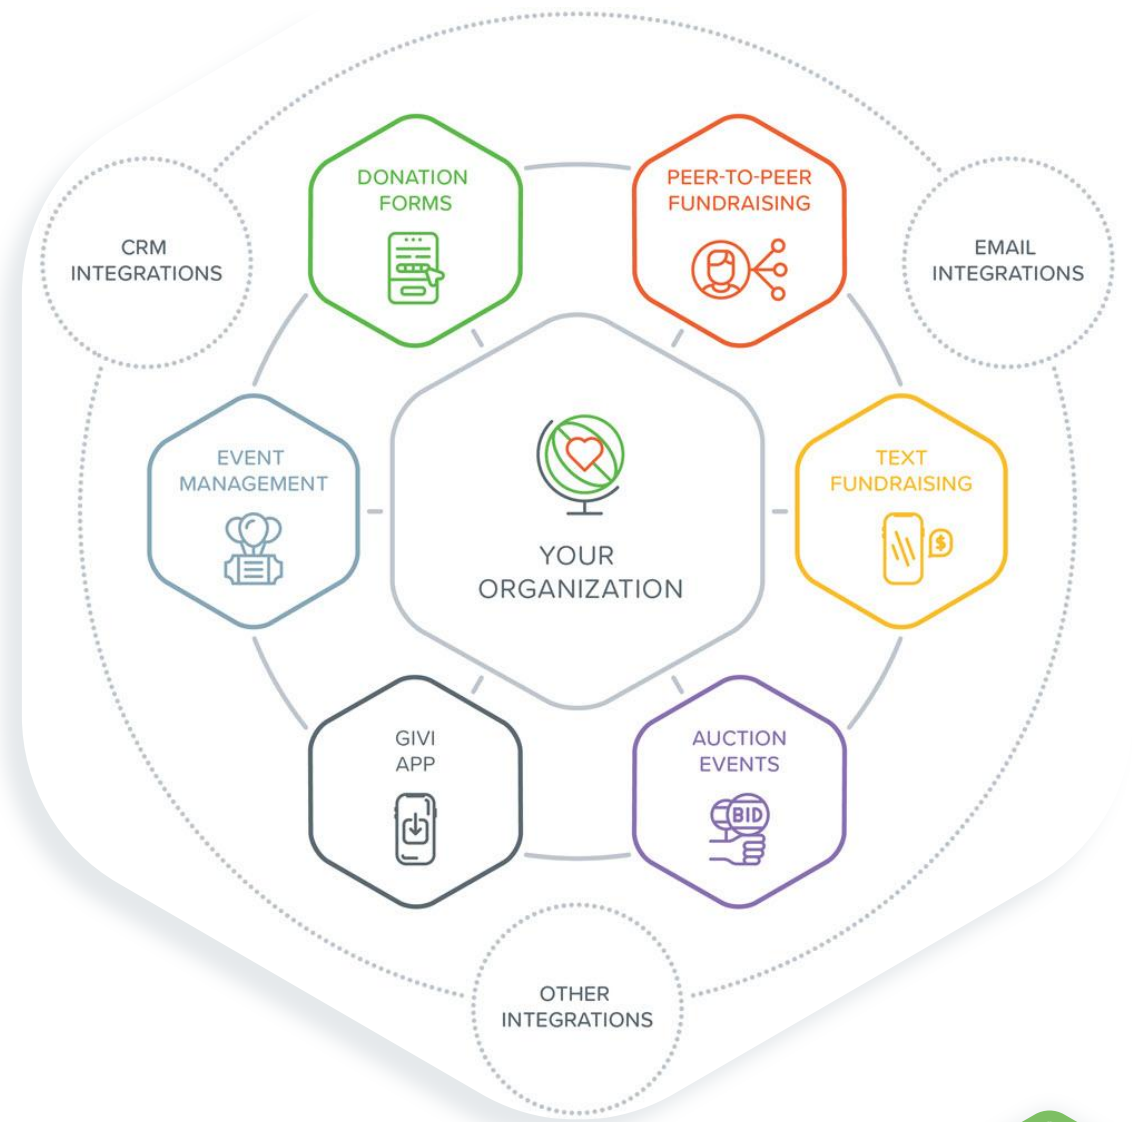 DONATION
FORMS
PEER-TO-PEER
FUNDRAISING
CRM
INTEGRATIONS
EMAIL
INTEGRATIONS
EVENT
MANAGEMENT
TEXT
FUNDRAISING
$
YOUR
ORGANIZATION
GIVI
APP
AUCTION
EVENTS
BID
OTHER
INTEGRATIONS